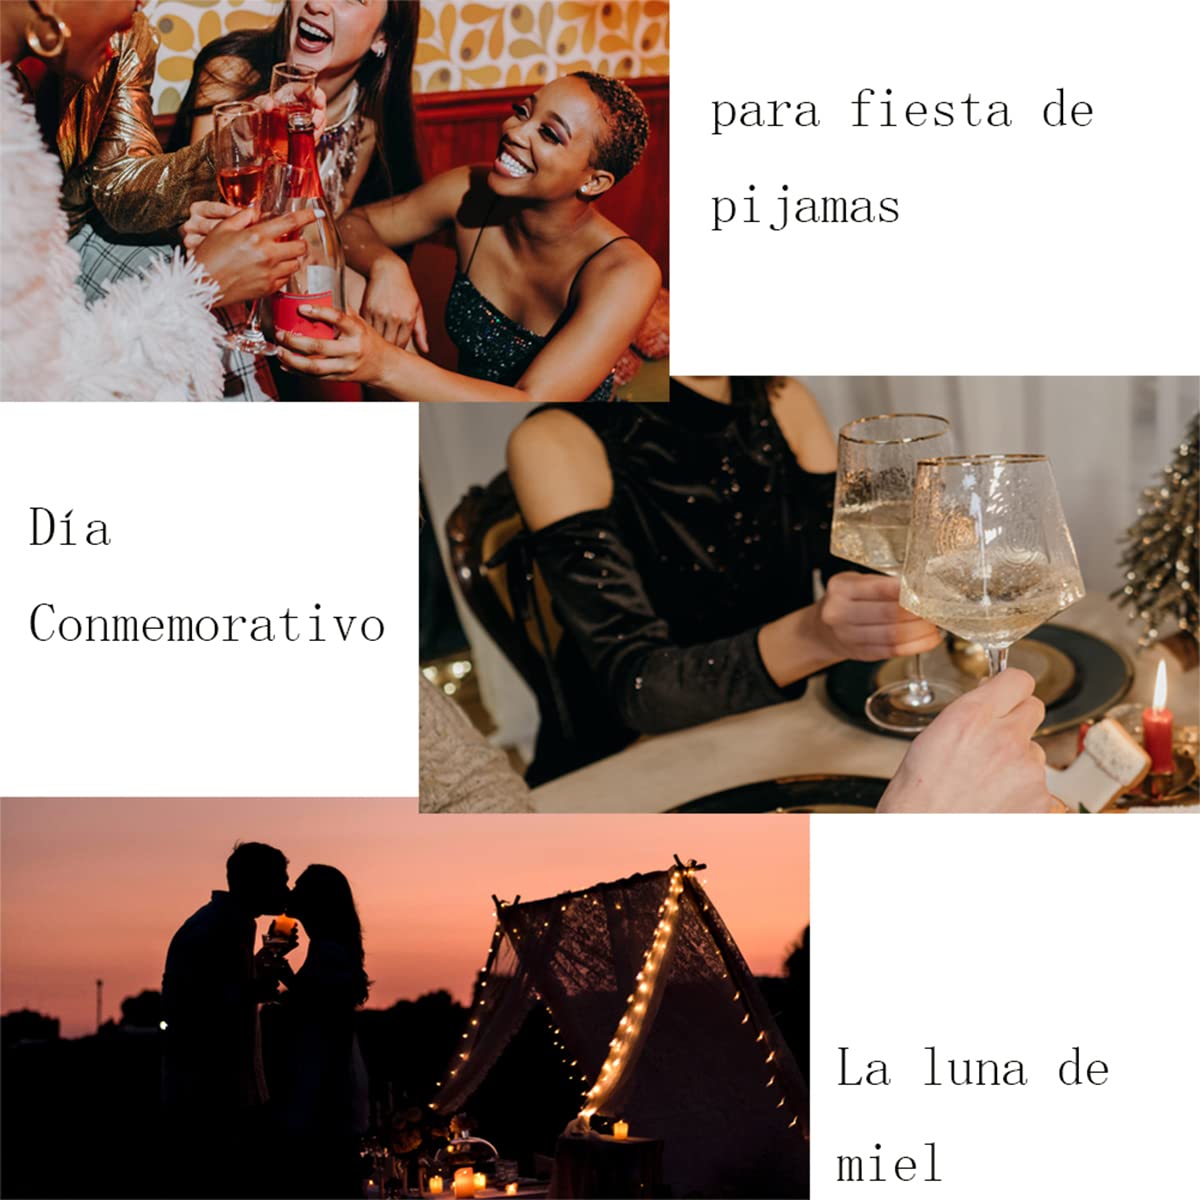 para fiesta de
pijamas
Día
Conmemorativo
La luna de
miel